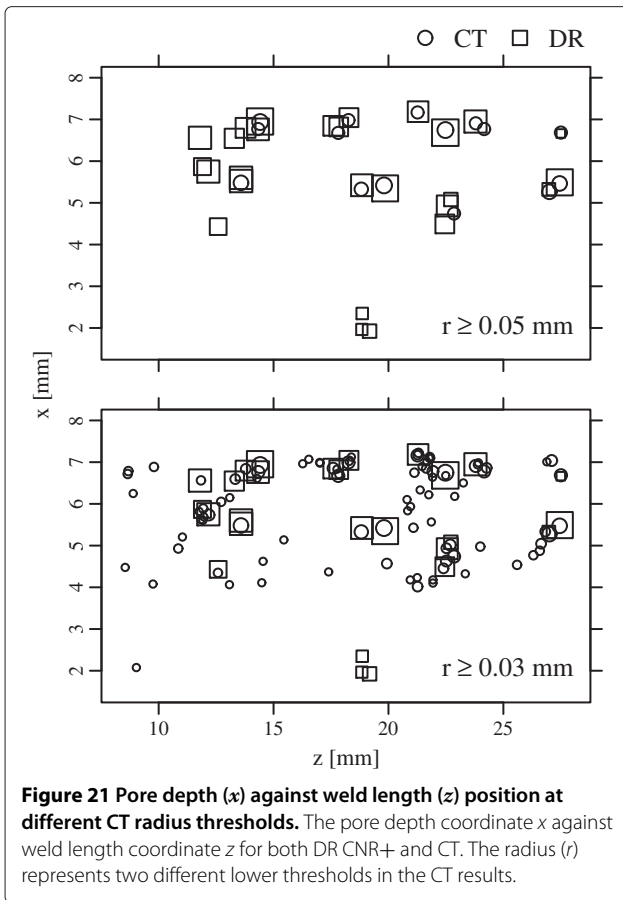 CT DR
8
7
6
5
4
3
2
r ≥ 0.05 mm
x [mm]
8
7
6
5
4
3
2
r ≥ 0.03 mm
10 15 20 25
z [mm]
Figure 21 Pore depth (x) against weld length (z) position at
different CT radius thresholds. The pore depth coordinate x against
weld length coordinate z for both DR CNR+ and CT. The radius (r)
represents two different lower thresholds in the CT results.